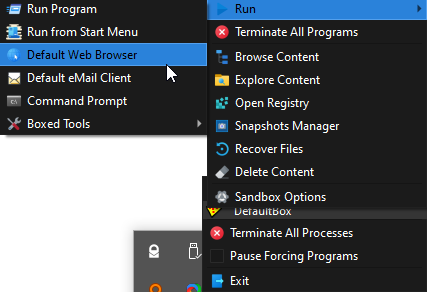 Run Program
Run from Start Menu
Default Web Browser
Default eMail Client
Command Prompt
Boxed Tools
Run
Terminate All Programs
Browse Content
Explore Content
Open Registry
Snapshots Manager
Recover Files
Delete Content
Sandbox Options
DefaultBox
Terminate All Processes
Pause Forcing Programs
Exit